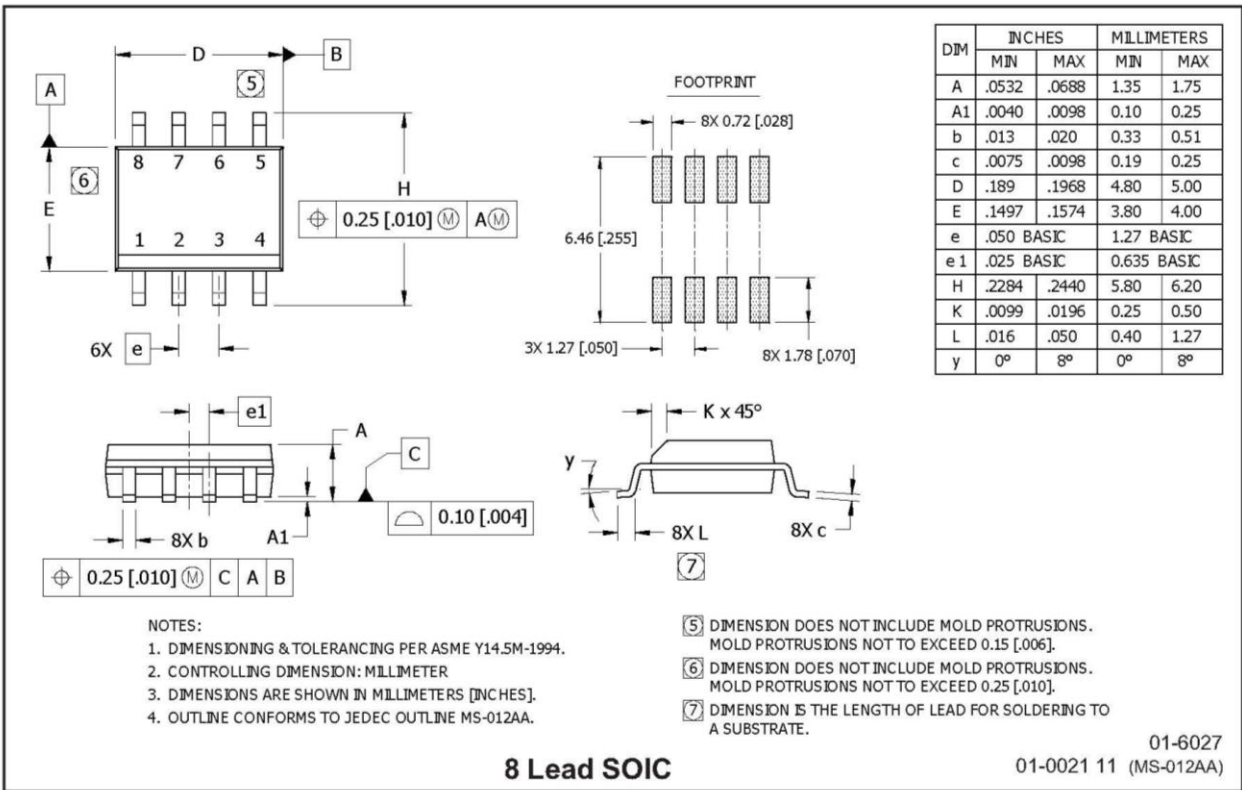 D
B
5
A
8 7 6 5
6
E
H
⌖ 0.25 [.010] Ⓜ AⓂ
1 2 3 4
6X e
FOOTPRINT
8X 0.72 [.028]
6.46 [.255]
3X 1.27 [.050]
8X 1.78 [.070]
DIM INCHES MILLIMETERS
MIN MAX MIN MAX
A .0532 .0688 1.35 1.75
A1 .0040 .0098 0.10 0.25
b .013 .020 0.33 0.51
c .0075 .0098 0.19 0.25
D .189 .1968 4.80 5.00
E .1497 .1574 3.80 4.00
e .050 BASIC 1.27 BASIC
e 1 .025 BASIC 0.635 BASIC
H .2284 .2440 5.80 6.20
K .0099 .0196 0.25 0.50
L .016 .050 0.40 1.27
y 0° 8° 0° 8°
e1
A
C
0.10 [.004]
8X b
A1
⌖ 0.25 [.010] Ⓜ C A B
K x 45°
y
8X L
8X c
7
NOTES:
1. DIMENSIONING & TOLERANCING PER ASME Y14.5M-1994.
2. CONTROLLING DIMENSION: MILLIMETER
3. DIMENSIONS ARE SHOWN IN MILLIMETERS [INCHES].
4. OUTLINE CONFORMS TO JEDEC OUTLINE MS-012AA.
5 DIMENSION DOES NOT INCLUDE MOLD PROTRUSIONS.
MOLD PROTRUSIONS NOT TO EXCEED 0.15 [.006].
6 DIMENSION DOES NOT INCLUDE MOLD PROTRUSIONS.
MOLD PROTRUSIONS NOT TO EXCEED 0.25 [.010].
7 DIMENSION IS THE LENGTH OF LEAD FOR SOLDERING TO
A SUBSTRATE.
8 Lead SOIC
01-6027
01-0021 11 (MS-012AA)